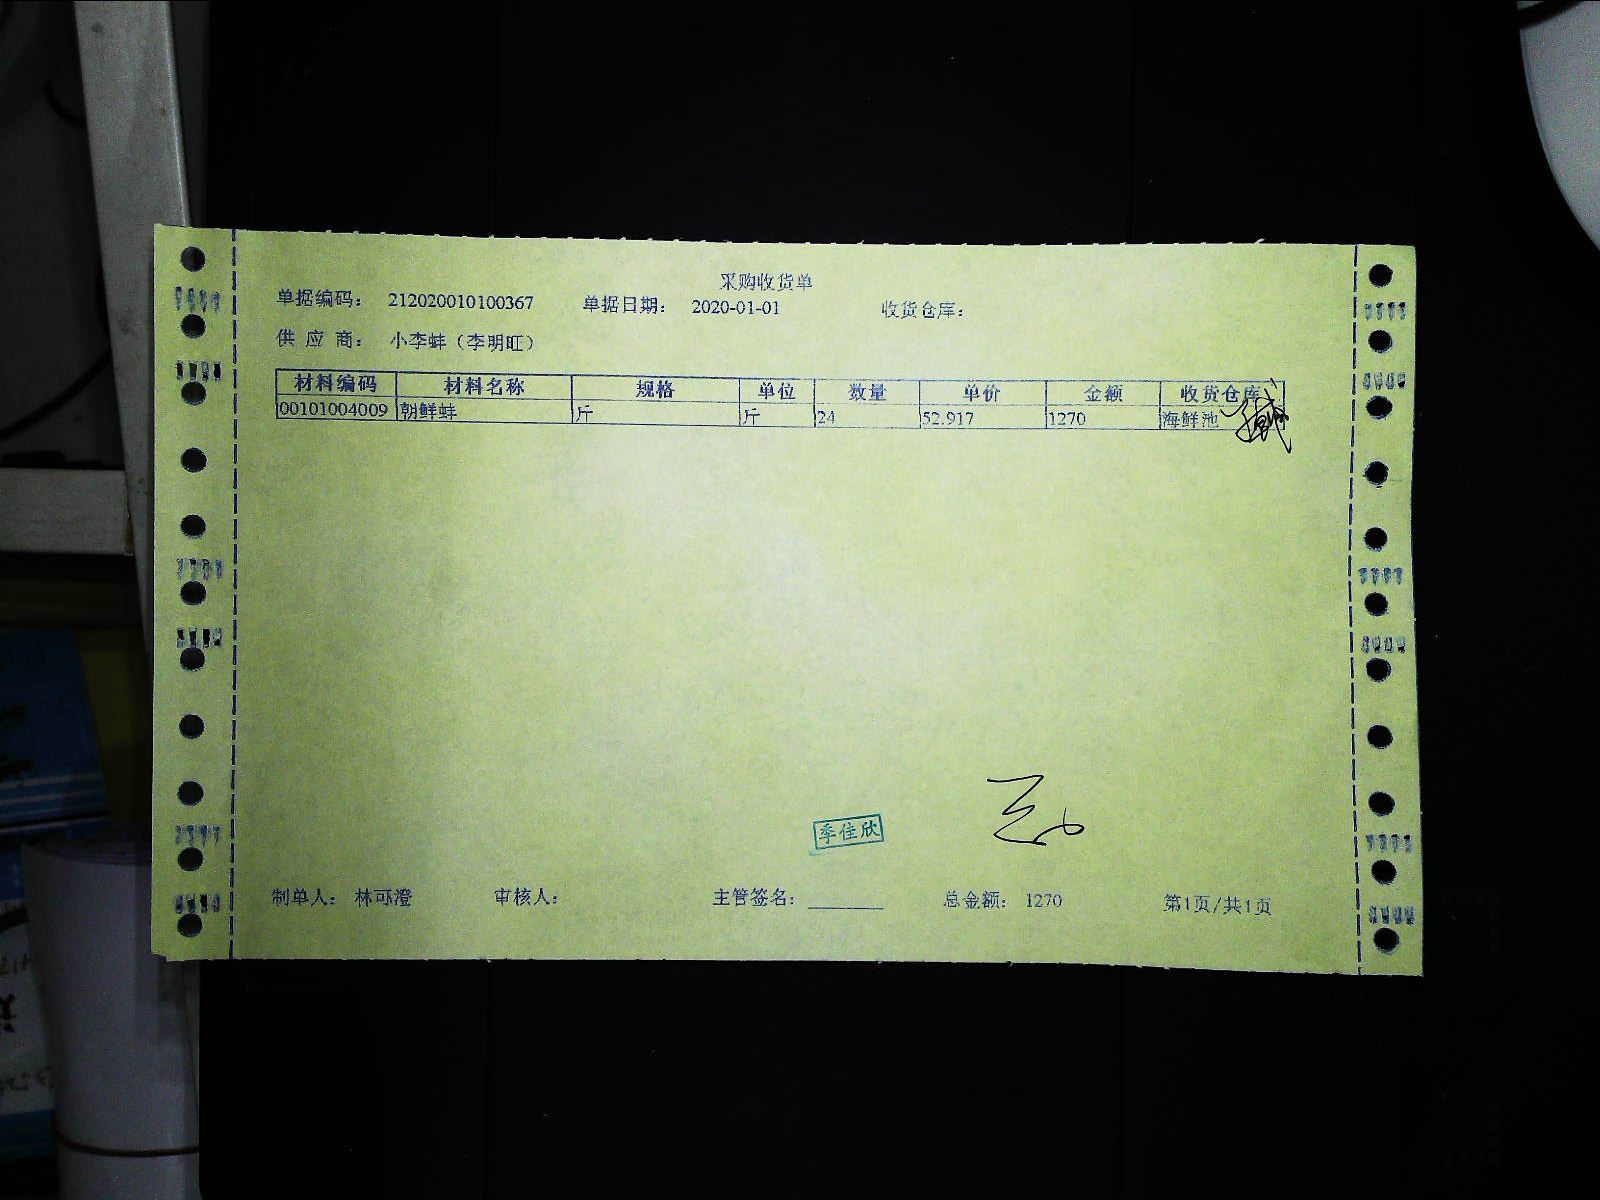 采购收货单
单据编码： 212020010100367 单据日期： 2020-01-01 收货仓库：
供 应 商： 小李蚌（李明旺）
材料编码 材料名称 规格 单位 数量 单价 金额 收货仓库
00101004009 朝鲜蚌 斤 斤 24 52.917 1270 海鲜池
季佳欣
制单人： 林可澄 审核人： 主管签名： 总金额： 1270 第1页/共1页